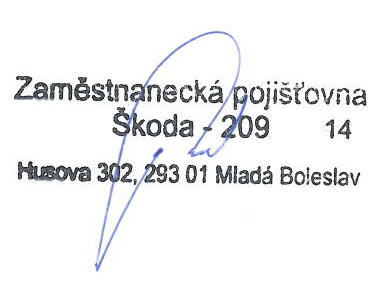 Zaměstnanecká pojišťovna
Škoda - 209 14
Husova 302, 293 01 Mladá Boleslav